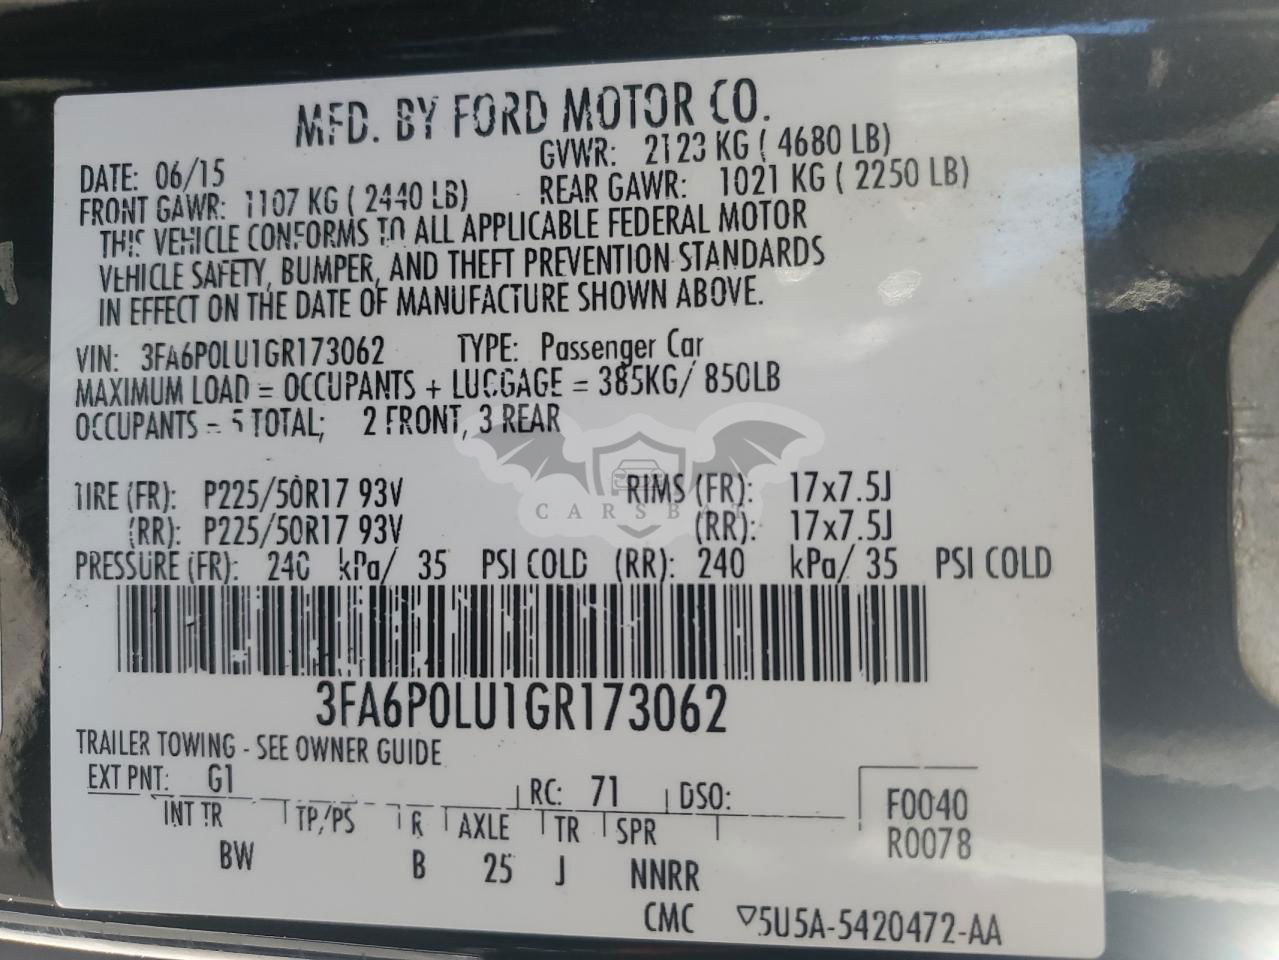 MFD. BY FORD MOTOR CO.
DATE: 06/15 GVWR: 2123 KG ( 4680 LB)
FRONT GAWR: 1107 KG ( 2440 LB) REAR GAWR: 1021 KG ( 2250 LB)
THIS VEHICLE CONFORMS TO ALL APPLICABLE FEDERAL MOTOR
VEHICLE SAFETY, BUMPER, AND THEFT PREVENTION STANDARDS
IN EFFECT ON THE DATE OF MANUFACTURE SHOWN ABOVE.
VIN: 3FA6P0LU1GR173062 TYPE: Passenger Car
MAXIMUM LOAD = OCCUPANTS + LUGGAGE = 385KG/ 850LB
OCCUPANTS = 5 TOTAL; 2 FRONT, 3 REAR
CARSBAT
TIRE (FR): P225/50R17 93V RIMS (FR): 17x7.5J
(RR): P225/50R17 93V (RR): 17x7.5J
PRESSURE (FR): 240 kPa/ 35 PSI COLD (RR): 240 kPa/ 35 PSI COLD
3FA6P0LU1GR173062
TRAILER TOWING - SEE OWNER GUIDE
EXT PNT: G1 RC: 71 DSO: F0040
INT TR TP/PS R AXLE TR SPR R0078
BW B 25 J NNRR
CMC ▽5U5A-5420472-AA